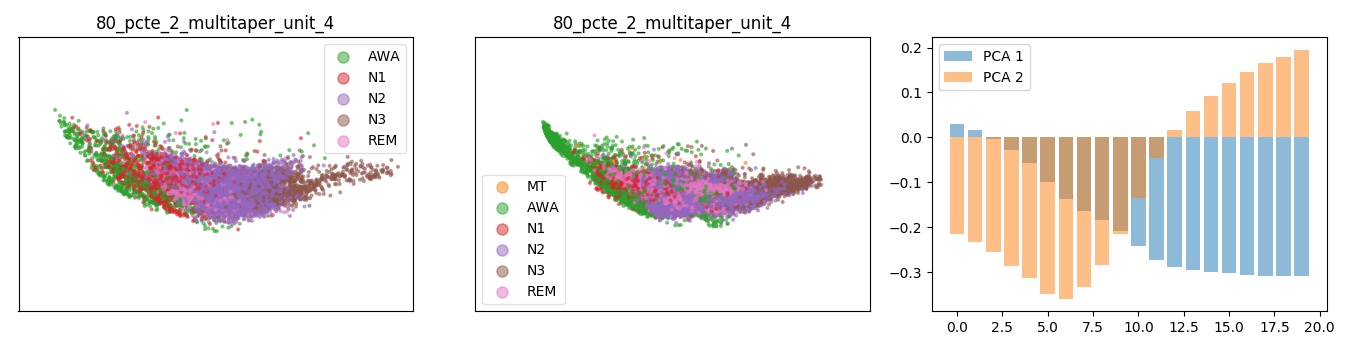 80_pcte_2_multitaper_unit_4
AWA
N1
N2
N3
REM
80_pcte_2_multitaper_unit_4
MT
AWA
N1
N2
N3
REM
PCA 1
PCA 2
0.2
0.1
0.0
−0.1
−0.2
−0.3
0.0 2.5 5.0 7.5 10.0 12.5 15.0 17.5 20.0